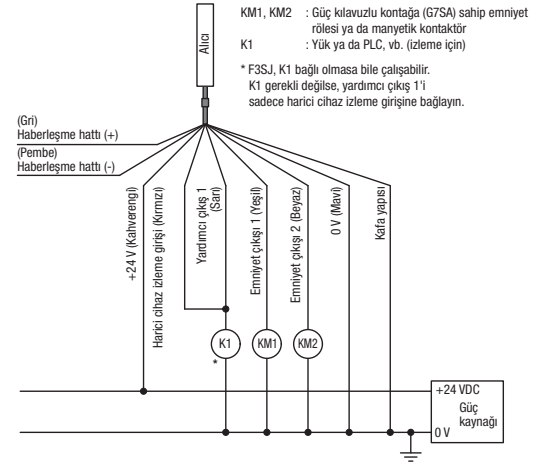 Alıcı
KM1, KM2 : Güç kılavuzlu kontağa (G7SA) sahip emniyet
rölesi ya da manyetik kontaktör
K1 : Yük ya da PLC, vb. (izleme için)
* F3SJ, K1 bağlı olmasa bile çalışabilir.
K1 gerekli değilse, yardımcı çıkış 1'i
sadece harici cihaz izleme girişine bağlayın.
(Gri)
Haberleşme hattı (+)
(Pembe)
Haberleşme hattı (-)
+24 V (Kahverengi)
Harici cihaz izleme girişi (Kırmızı)
Yardımcı çıkış 1
(Sarı)
Emniyet çıkışı 1 (Yeşil)
Emniyet çıkışı 2 (Beyaz)
0 V (Mavi)
Kafa yapısı
K1
KM1
KM2
*
+24 VDC
Güç
kaynağı
0 V